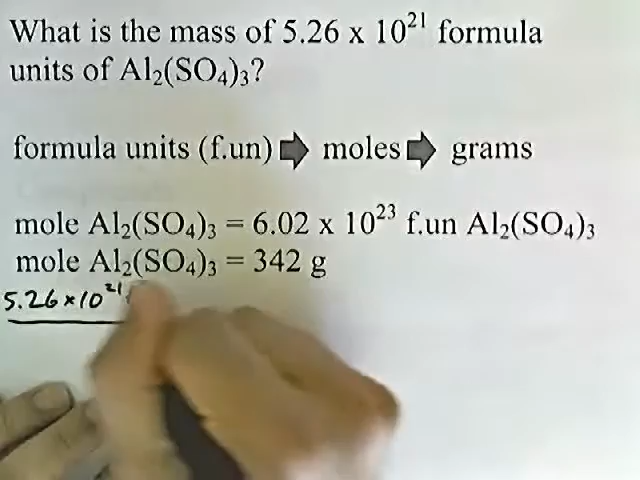 What is the mass of 5.26 x 10²¹ formula
units of Al₂(SO₄)₃?
formula units (f.un) ➡ moles ➡ grams
mole Al₂(SO₄)₃ = 6.02 x 10²³ f.un Al₂(SO₄)₃
mole Al₂(SO₄)₃ = 342 g
5.26 x 10²¹